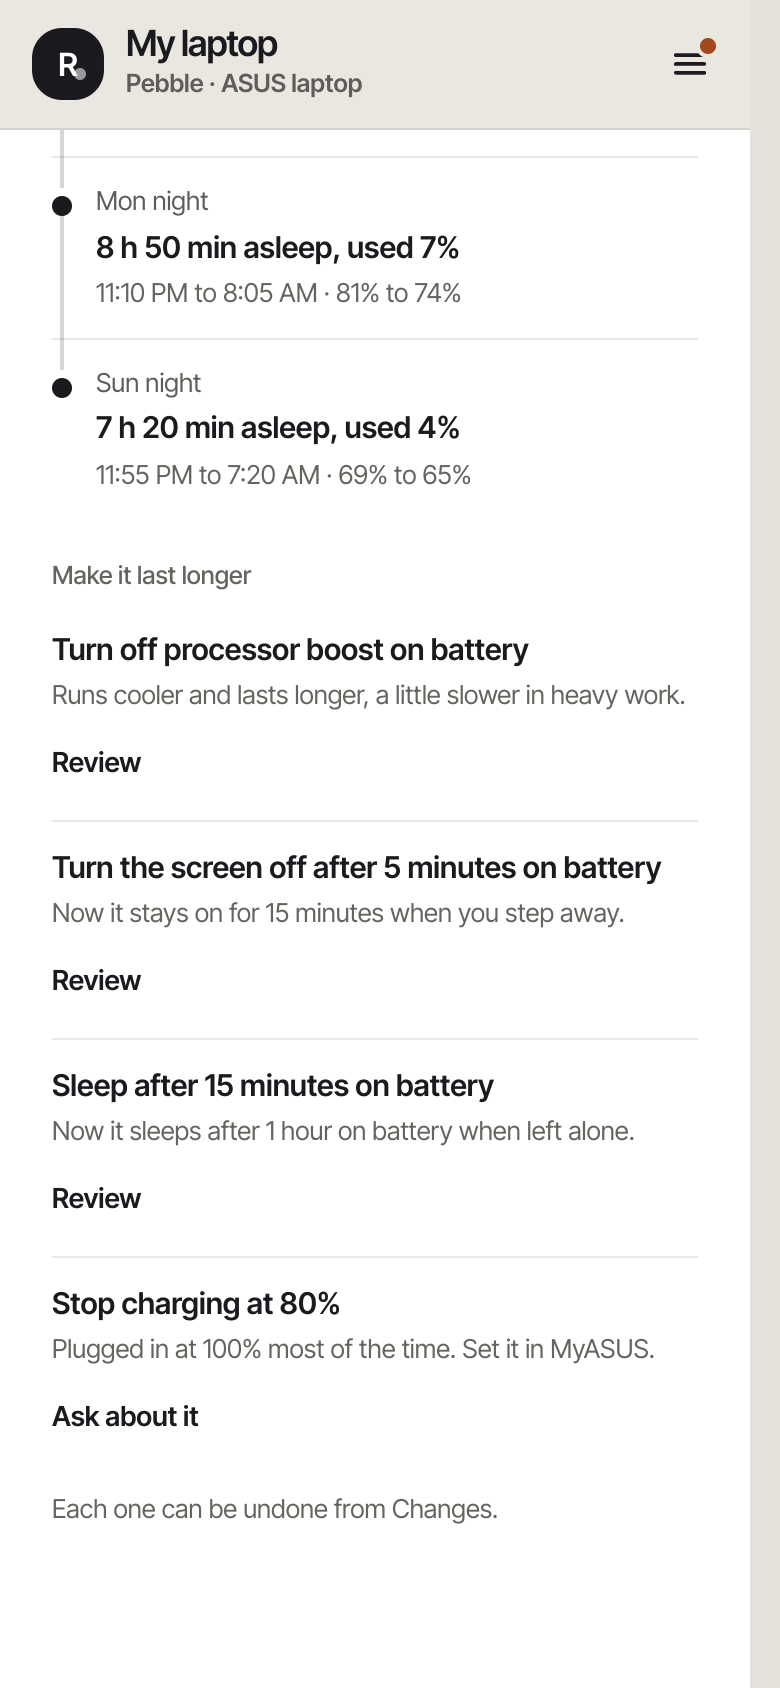 R
My laptop
Pebble · ASUS laptop
Mon night
8 h 50 min asleep, used 7%
11:10 PM to 8:05 AM · 81% to 74%
Sun night
7 h 20 min asleep, used 4%
11:55 PM to 7:20 AM · 69% to 65%
Make it last longer
Turn off processor boost on battery
Runs cooler and lasts longer, a little slower in heavy work.
Review
Turn the screen off after 5 minutes on battery
Now it stays on for 15 minutes when you step away.
Review
Sleep after 15 minutes on battery
Now it sleeps after 1 hour on battery when left alone.
Review
Stop charging at 80%
Plugged in at 100% most of the time. Set it in MyASUS.
Ask about it
Each one can be undone from Changes.